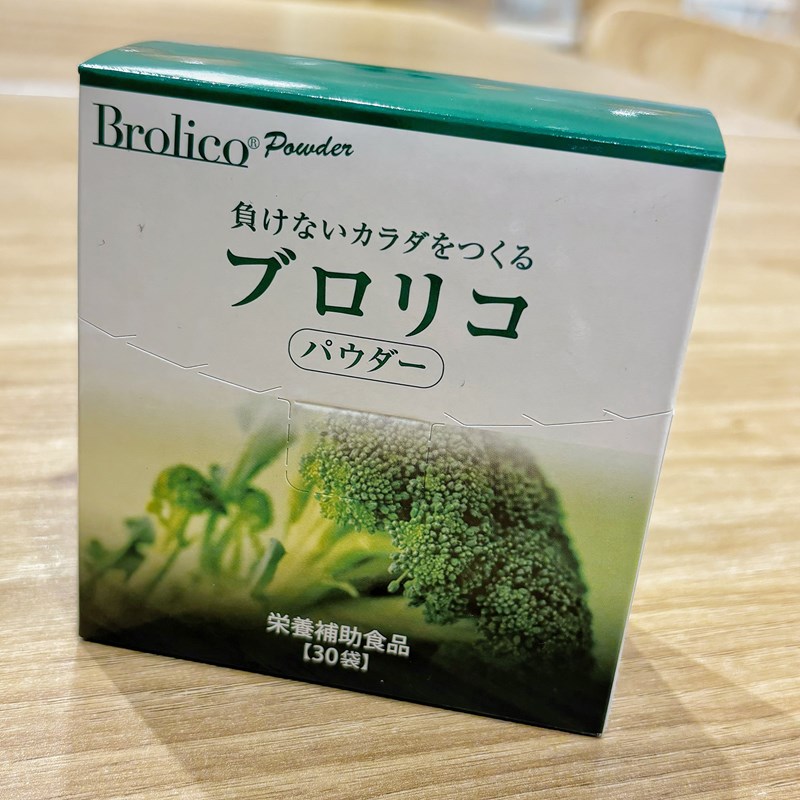 Brolico® Powder
負けないカラダをつくる
ブロリコ
パウダー
栄養補助食品
【30袋】